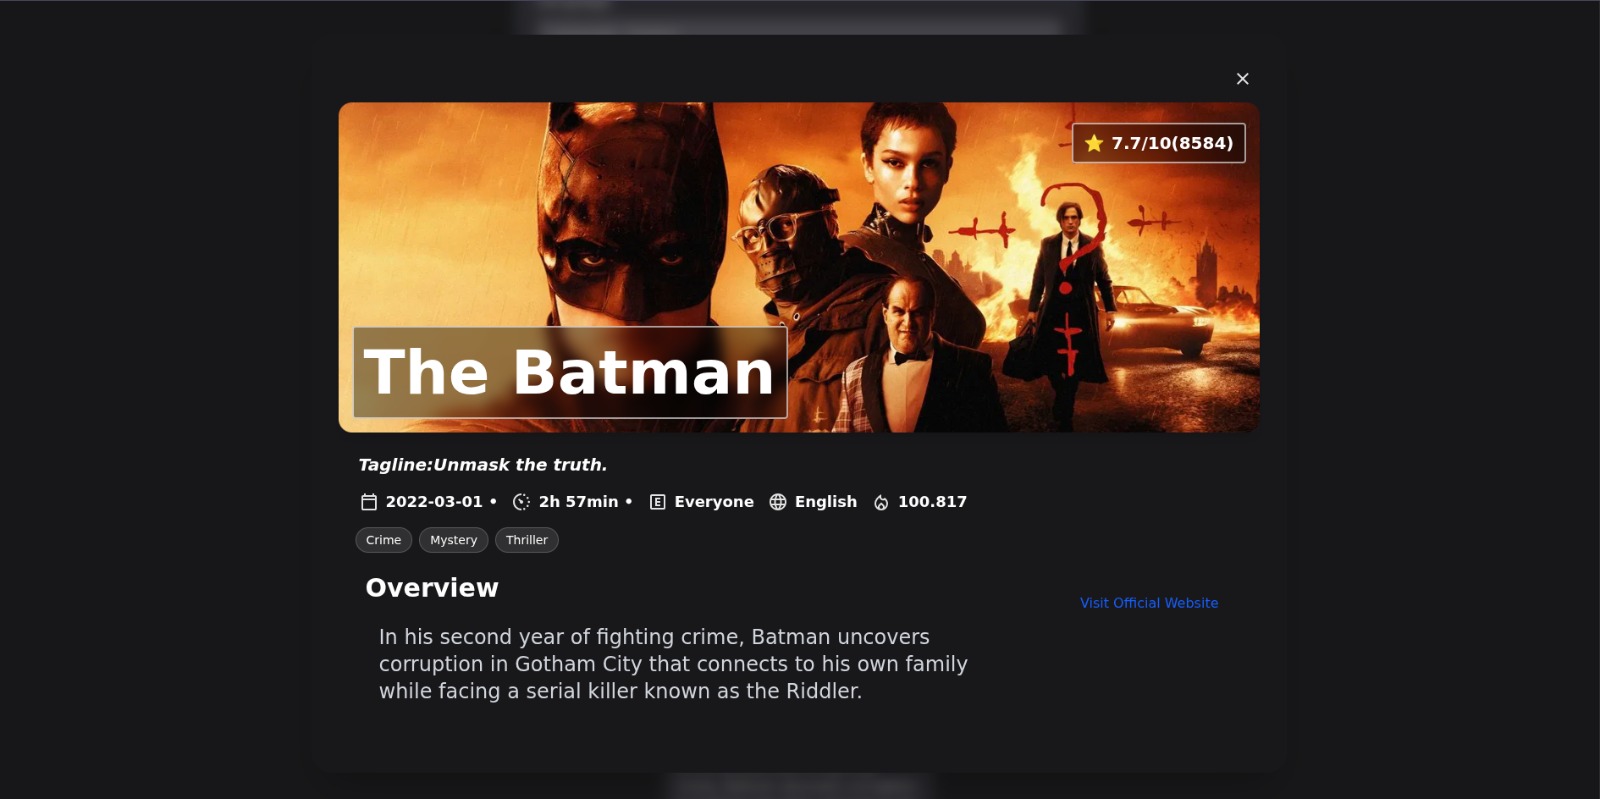 7.7/10(8584)
The Batman
Tagline:Unmask the truth.
2022-03-01 • 2h 57min • E Everyone English 100.817
Crime Mystery Thriller
Overview
Visit Official Website
In his second year of fighting crime, Batman uncovers
corruption in Gotham City that connects to his own family
while facing a serial killer known as the Riddler.